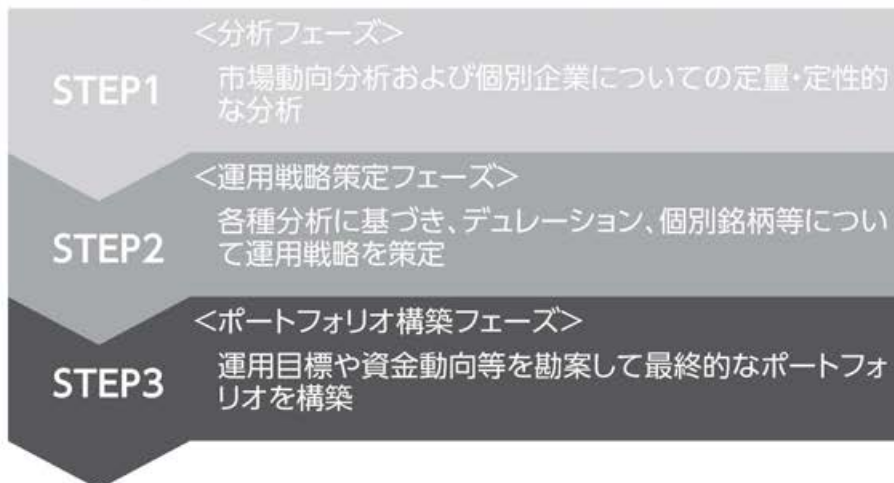 <分析フェーズ>
STEP1
市場動向分析および個別企業についての定量・定性的
な分析
<運用戦略策定フェーズ>
STEP2
各種分析に基づき、デュレーション、個別銘柄等につい
て運用戦略を策定
<ポートフォリオ構築フェーズ>
STEP3
運用目標や資金動向等を勘案して最終的なポートフォ
リオを構築